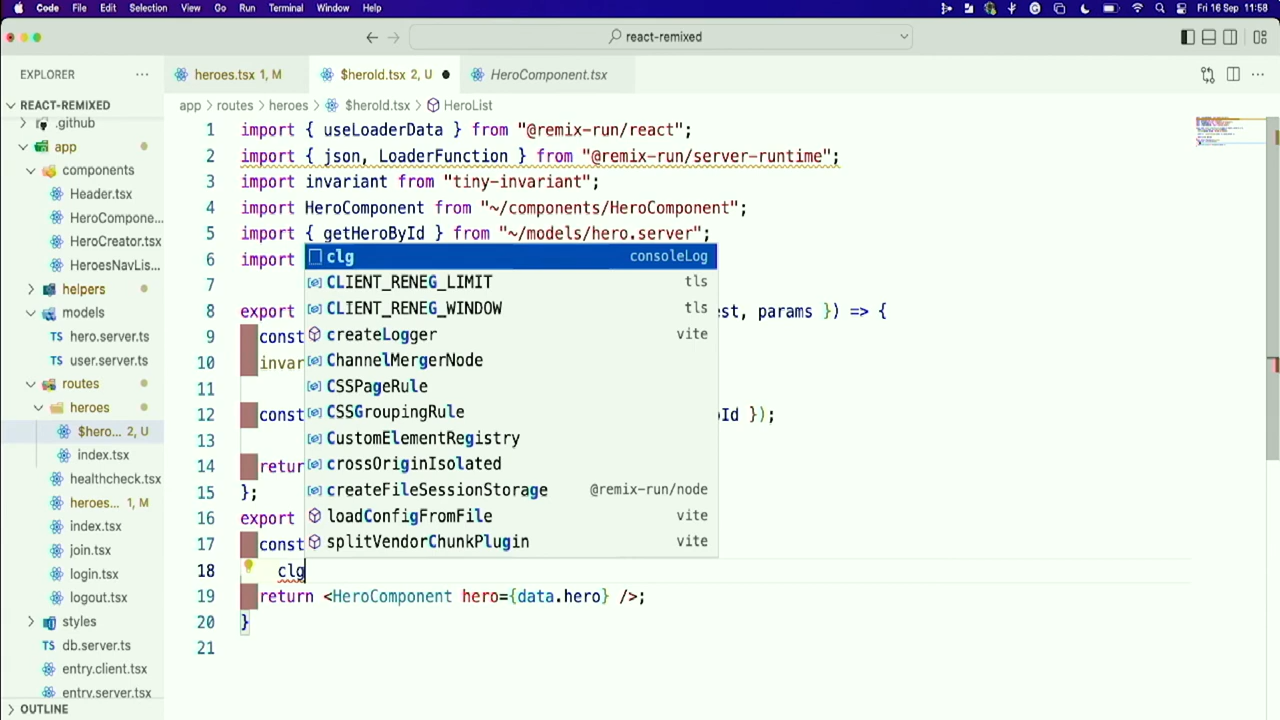 Code File Edit Selection View Go Run Terminal Window Help Fri 16 Sep 11:58
react-remixed
EXPLORER
heroes.tsx 1, M
$heroId.tsx 2, U
HeroComponent.tsx
REACT-REMIXED
app > routes > heroes > $heroId.tsx > HeroList
.github
app
components
Header.tsx
HeroCompone...
HeroCreator.tsx
HeroesNavLis...
helpers
models
hero.server.ts
user.server.ts
routes
heroes
$hero... 2, U
index.tsx
healthcheck.tsx
heroes... 1, M
index.tsx
join.tsx
login.tsx
logout.tsx
styles
TS db.server.ts
entry.client.tsx
entry.server.tsx
OUTLINE
1 import { useLoaderData } from "@remix-run/react";
2 import { json, LoaderFunction } from "@remix-run/server-runtime";
3 import invariant from "tiny-invariant";
4 import HeroComponent from "~/components/HeroComponent";
5 import { getHeroById } from "~/models/hero.server";
6 import
7
8 export est, params }) => {
9 const
10 invar
11
12 const Id });
13
14 retur
15 };
16 export
17 const
18 clg
19 return <HeroComponent hero={data.hero} />;
20 }
21
clg consoleLog
CLIENT_RENEG_LIMIT tls
CLIENT_RENEG_WINDOW tls
createLogger vite
ChannelMergerNode
CSSPageRule
CSSGroupingRule
CustomElementRegistry
crossOriginIsolated
createFileSessionStorage @remix-run/node
loadConfigFromFile vite
splitVendorChunkPlugin vite